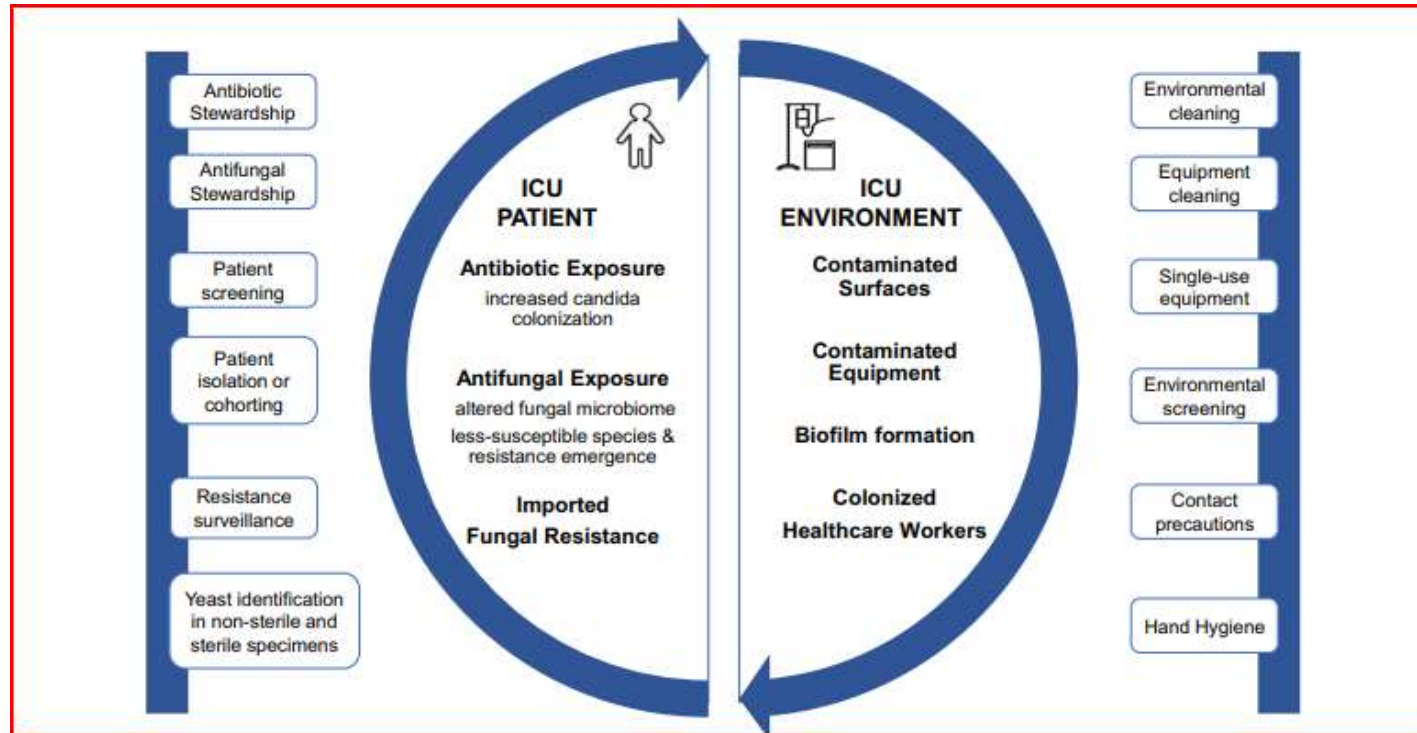 Antibiotic
Stewardship
Antifungal
Stewardship
Patient
screening
Patient
isolation or
cohorting
Resistance
surveillance
Yeast identification
in non-sterile and
sterile specimens
ICU
PATIENT
Antibiotic Exposure
increased candida
colonization
Antifungal Exposure
altered fungal microbiome
less-susceptible species &
resistance emergence
Imported
Fungal Resistance
ICU
ENVIRONMENT
Contaminated
Surfaces
Contaminated
Equipment
Biofilm formation
Colonized
Healthcare Workers
Environmental
cleaning
Equipment
cleaning
Single-use
equipment
Environmental
screening
Contact
precautions
Hand Hygiene